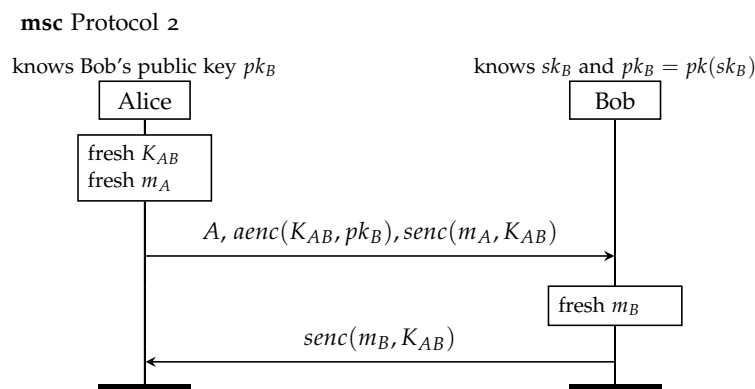 msc Protocol 2
knows Bob's public key pk_B
knows sk_B and pk_B = pk(sk_B)
Alice
Bob
fresh K_AB
fresh m_A
A, aenc(K_AB, pk_B), senc(m_A, K_AB)
fresh m_B
senc(m_B, K_AB)